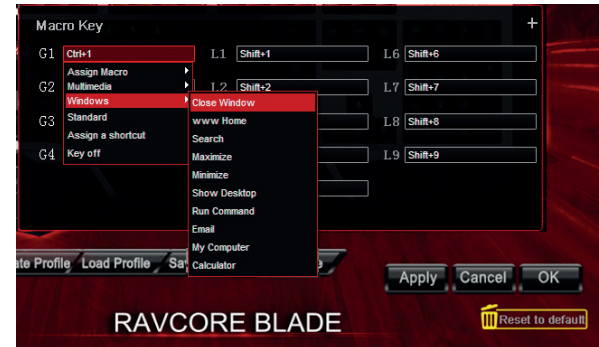 Macro Key
+
G1 Ctrl+1 L1 Shift+1 L6 Shift+6
Assign Macro
G2 Multimedia L2 Shift+2 L7 Shift+7
Windows
Close Window
G3 Standard www Home L8 Shift+8
Assign a shortcut Search
G4 Key off Maximize L9 Shift+9
Minimize
Show Desktop
Run Command
Email
My Computer
Calculator
ate Profile Load Profile Sa e
Apply Cancel OK
RAVCORE BLADE
Reset to default